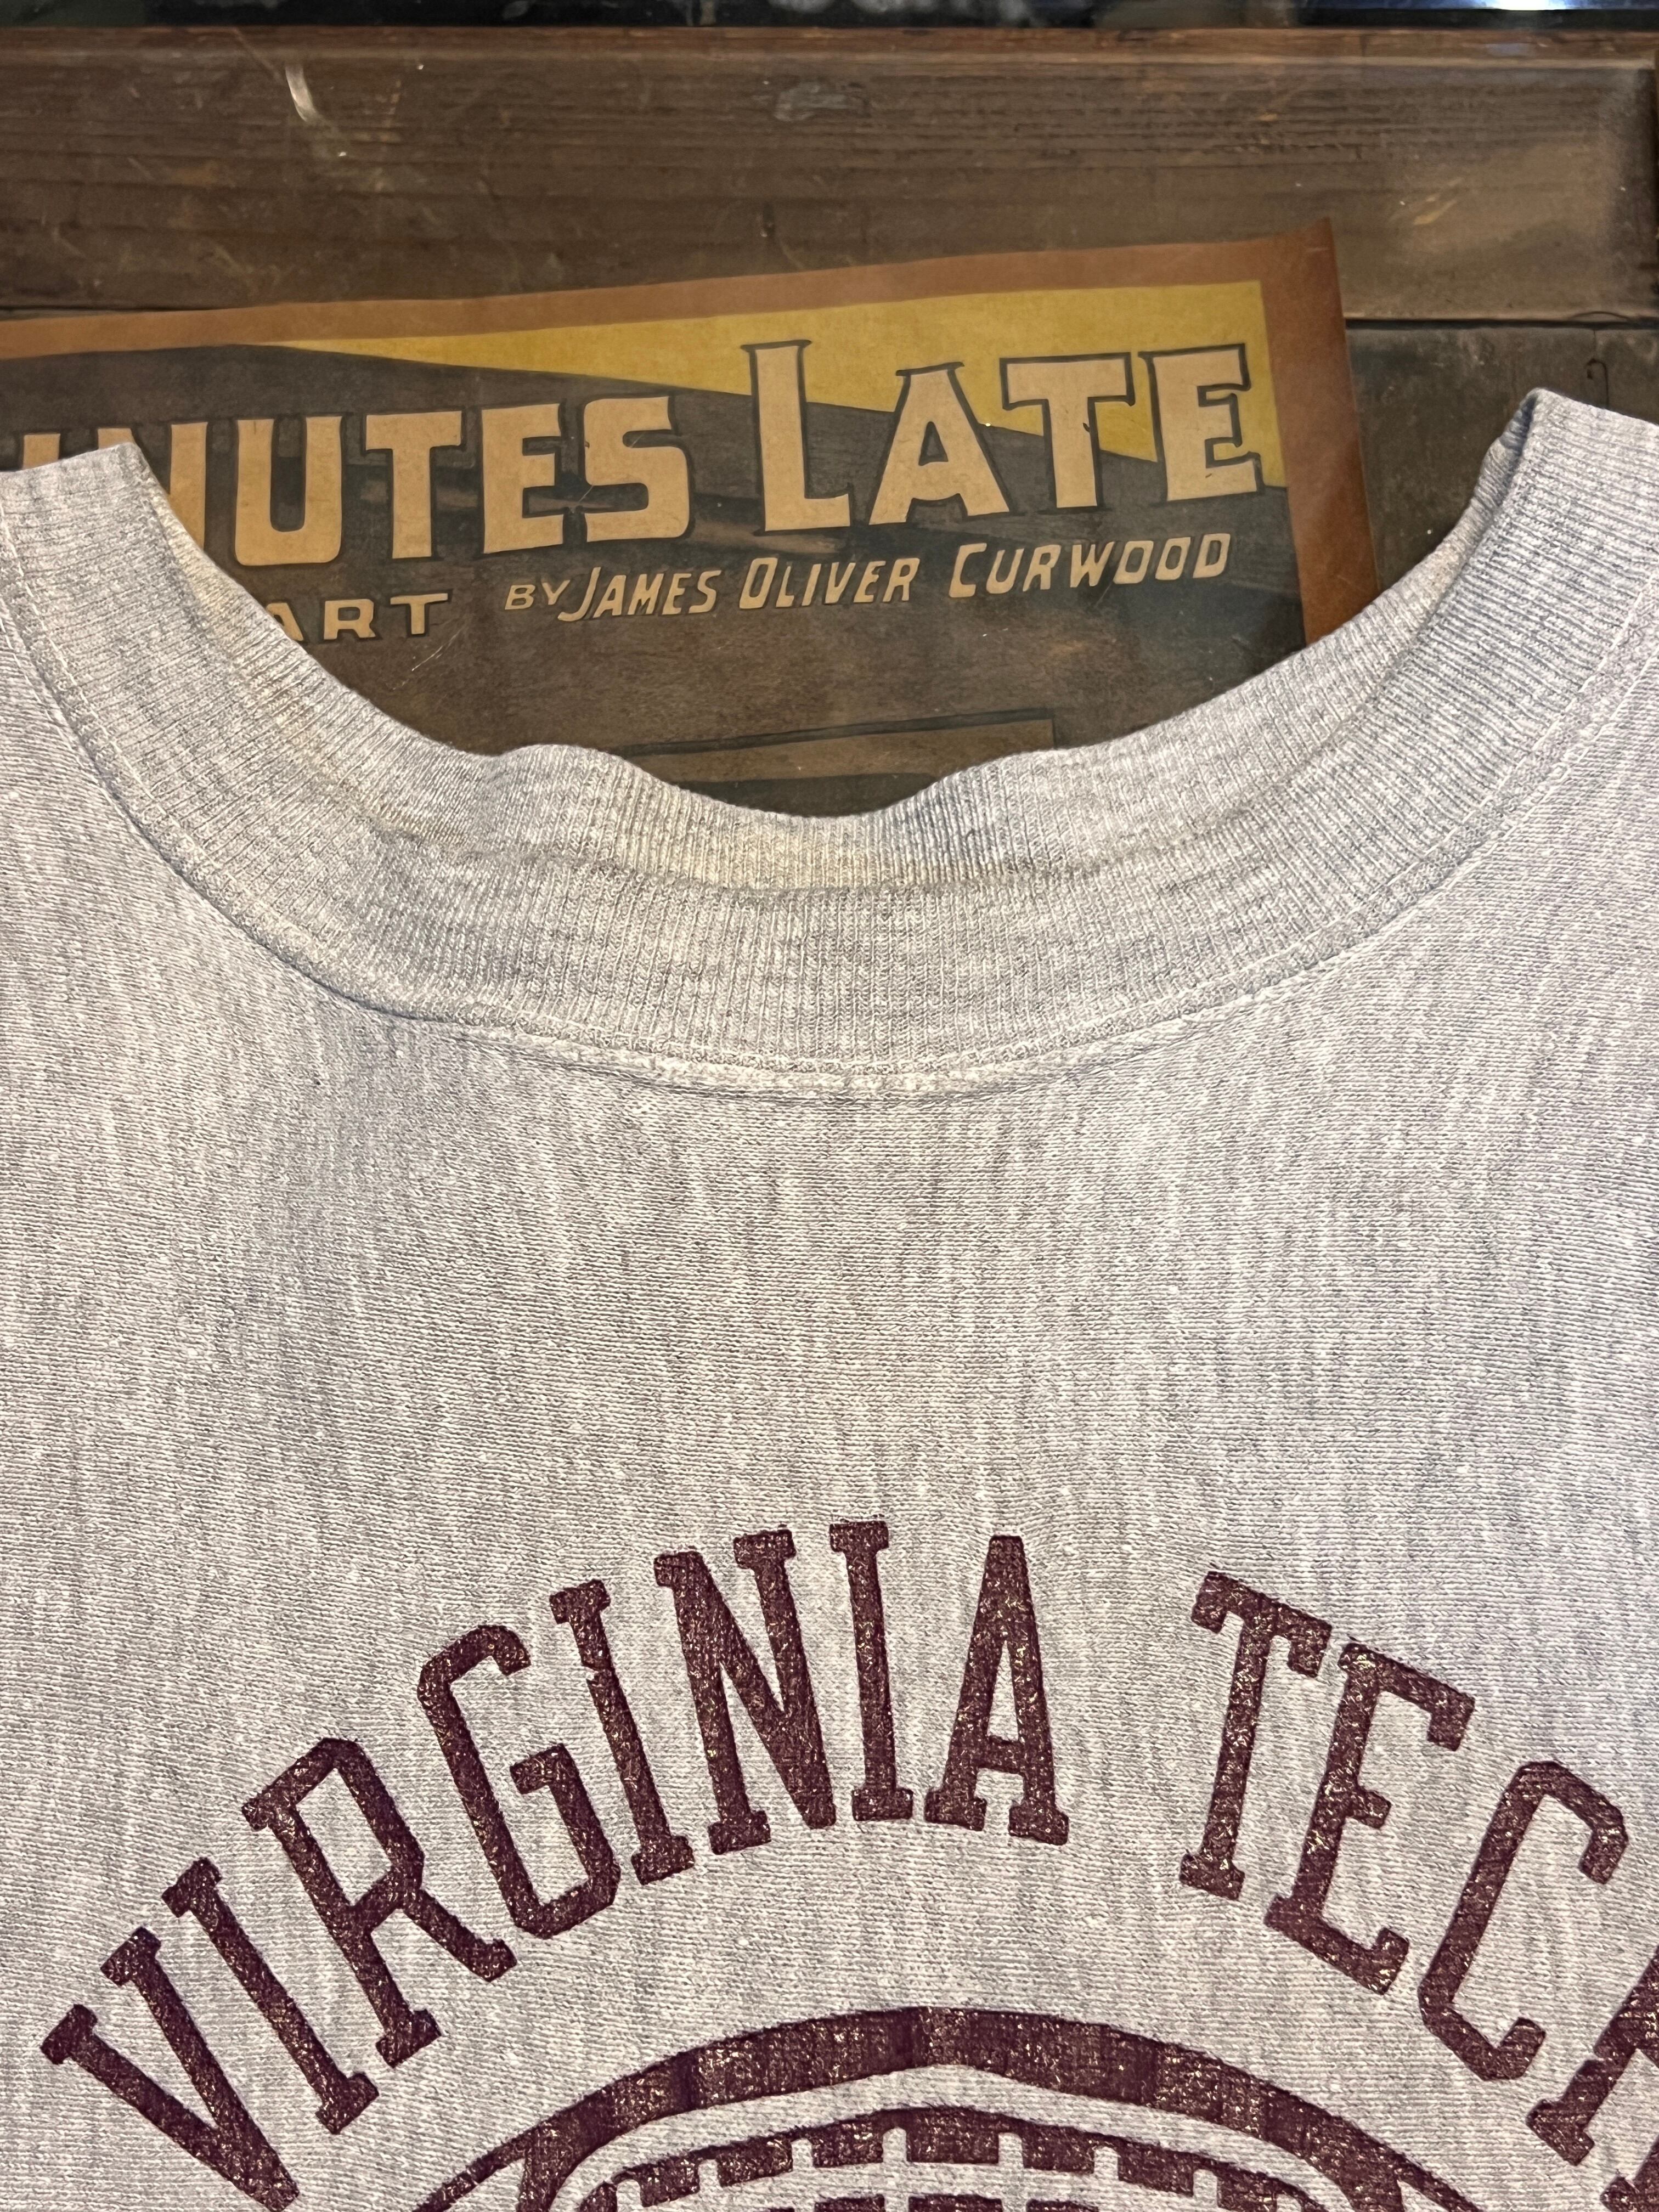 INUTES LATE
ART BY JAMES OLIVER CURWOOD
VIRGINIA TECH